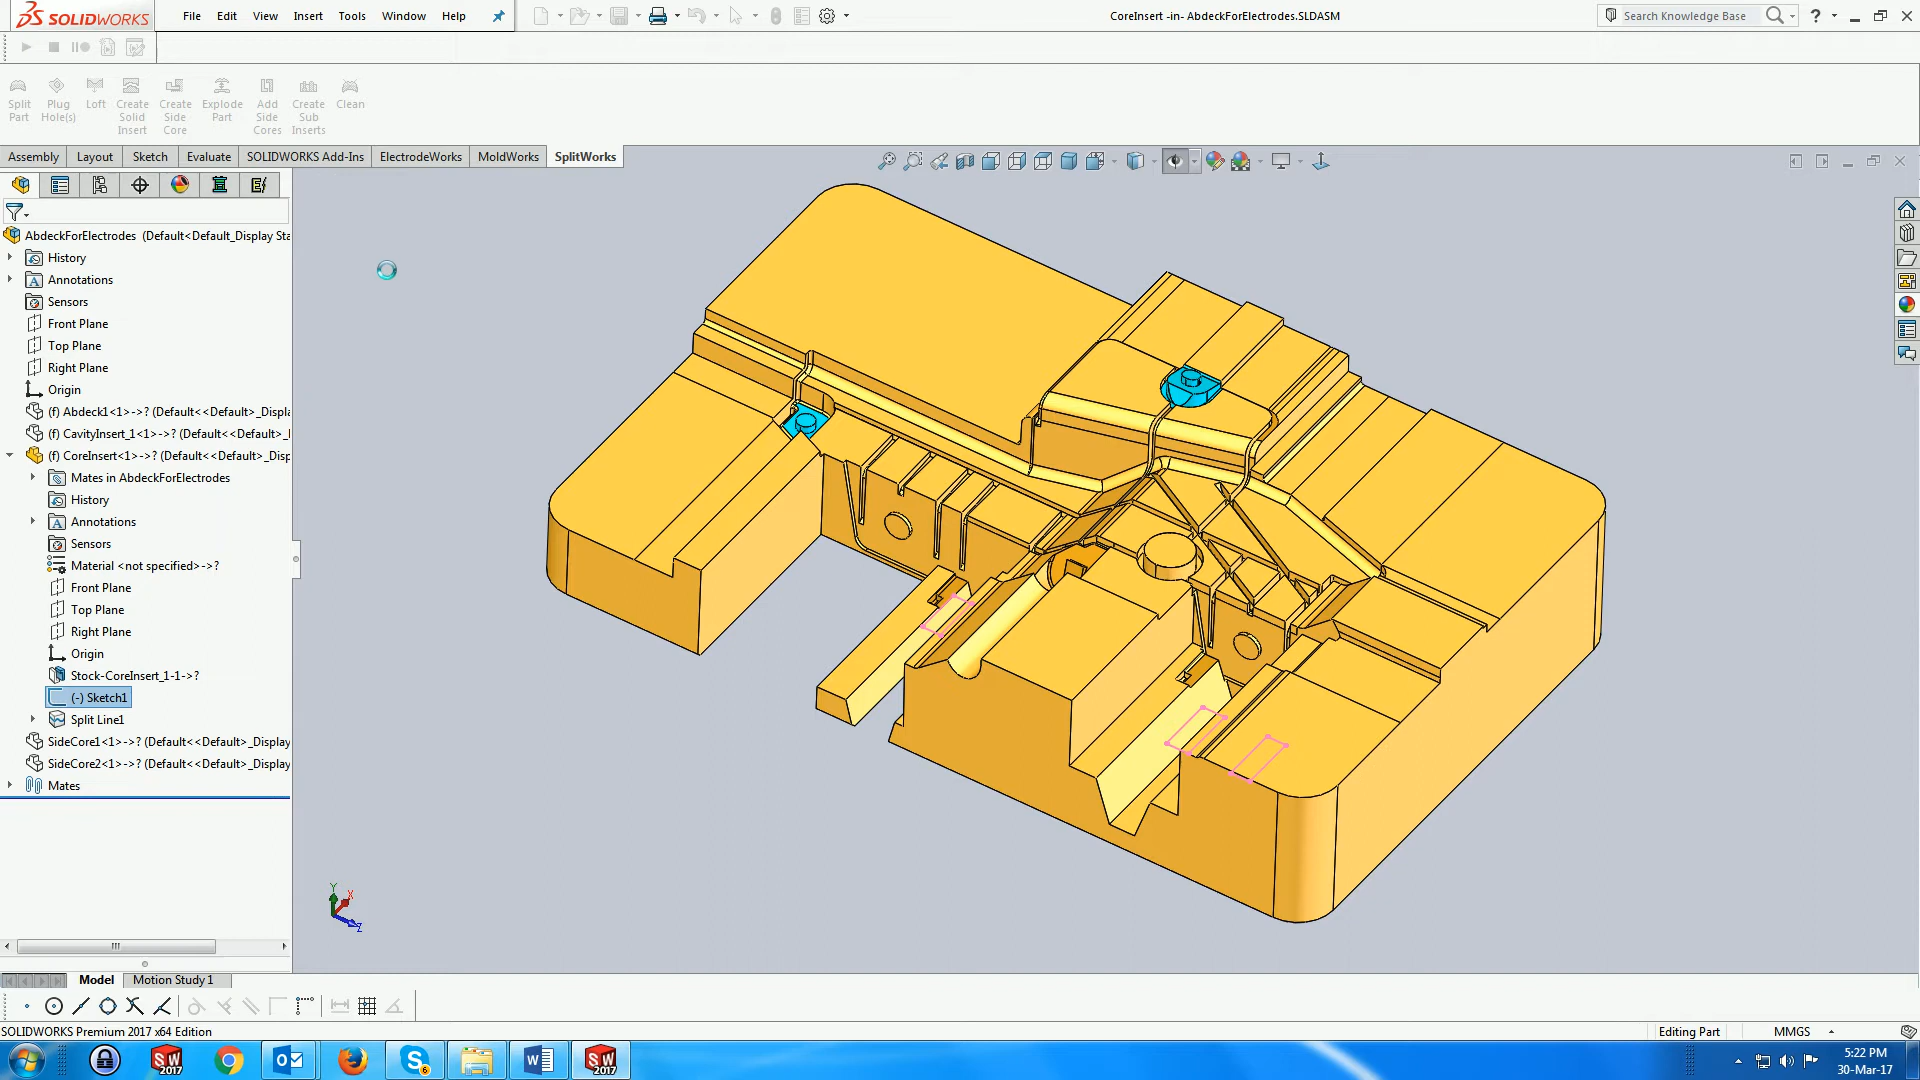 SOLIDWORKS File Edit View Insert Tools Window Help
CoreInsert -in- AbdeckForElectrodes.SLDASM
Search Knowledge Base
Split Part
Plug Hole(s)
Loft
Create Solid Insert
Create Side Core
Explode Part
Add Side Cores
Create Sub Inserts
Clean
Assembly Layout Sketch Evaluate SOLIDWORKS Add-Ins ElectrodeWorks MoldWorks SplitWorks
AbdeckForElectrodes (Default<Default_Display Sta
History
Annotations
Sensors
Front Plane
Top Plane
Right Plane
Origin
(f) Abdeck1<1>->? (Default<<Default>_Displa
(f) CavityInsert_1<1>->? (Default<<Default>_
(f) CoreInsert<1>->? (Default<<Default>_Disp
Mates in AbdeckForElectrodes
History
Annotations
Sensors
Material <not specified>->?
Front Plane
Top Plane
Right Plane
Origin
Stock-CoreInsert_1-1->?
(-) Sketch1
Split Line1
SideCore1<1>->? (Default<<Default>_Display
SideCore2<1>->? (Default<<Default>_Display
Mates
Y
X
Z
Model Motion Study 1
SOLIDWORKS Premium 2017 x64 Edition
Editing Part MMGS
SW 2017
S 6
W
SW 2017
5:22 PM
30-Mar-17